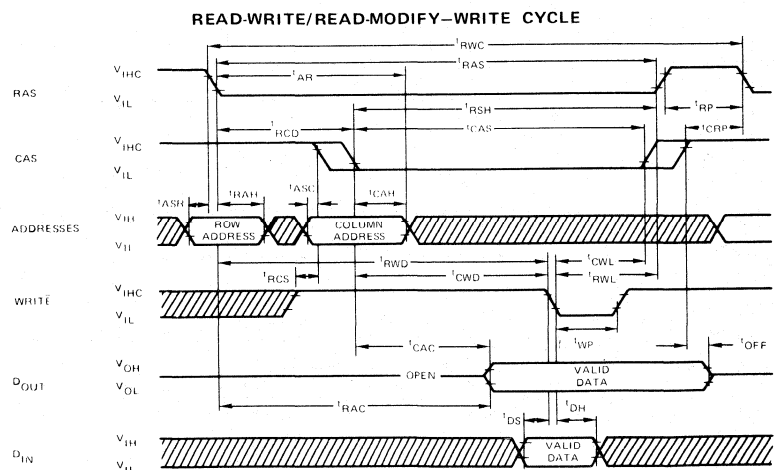 READ-WRITE/READ-MODIFY—WRITE CYCLE
tRWC
tRAS
tAR
RAS
VIHC
VIL
tRSH
tRP
tRCD
tCAS
tCRP
CAS
VIHC
VIL
tASR
tRAH
tASC
tCAH
ADDRESSES
VIH
VIL
ROW
ADDRESS
COLUMN
ADDRESS
tRWD
tCWL
tRCS
tCWD
tRWL
WRITE
VIHC
VIL
tWP
tCAC
tOFF
DOUT
VOH
VOL
OPEN
VALID
DATA
tRAC
tDS
tDH
DIN
VIH
VALID
DATA